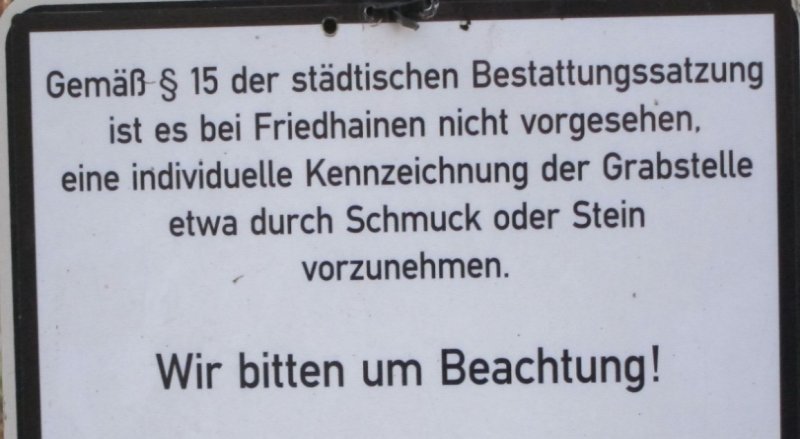 Gemäß § 15 der städtischen Bestattungssatzung
ist es bei Friedhainen nicht vorgesehen,
eine individuelle Kennzeichnung der Grabstelle
etwa durch Schmuck oder Stein
vorzunehmen.
Wir bitten um Beachtung!